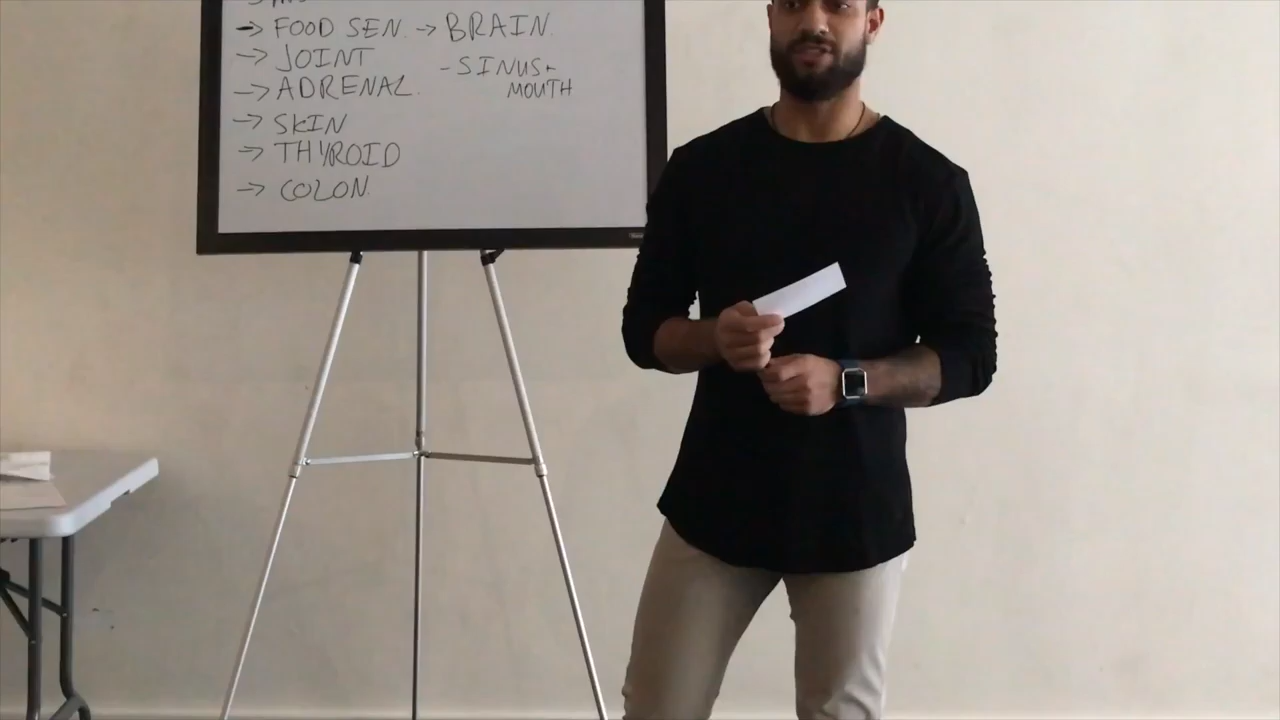 → FOOD SEN. → BRAIN.
→ JOINT
- SINUS +
→ ADRENAL.
MOUTH
→ SKIN
→ THYROID
→ COLON.